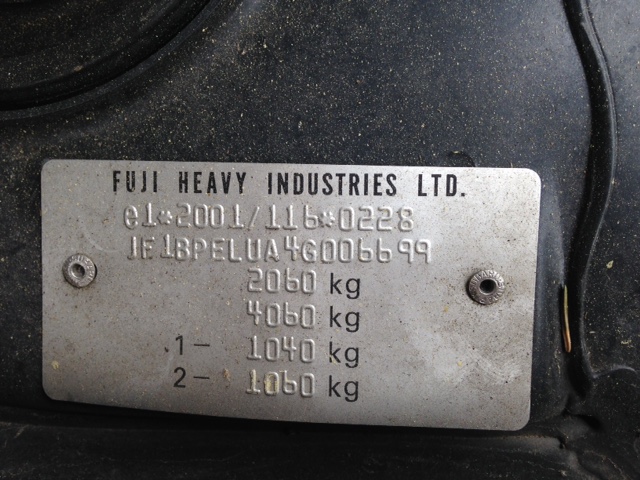 FUJI HEAVY INDUSTRIES LTD.
e1*2001/116*0228
JF1BPELUA4G006699
2060 kg
4060 kg
1- 1040 kg
2- 1060 kg